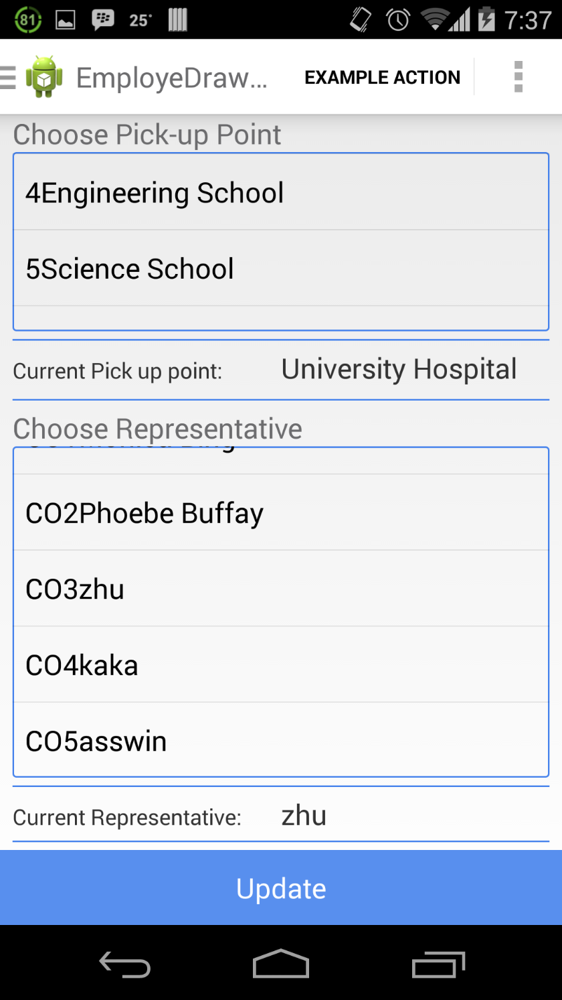 81 25° 7:37
EmployeDraw... EXAMPLE ACTION
Choose Pick-up Point
4Engineering School
5Science School
Current Pick up point: University Hospital
Choose Representative
CO2Phoebe Buffay
CO3zhu
CO4kaka
CO5asswin
Current Representative: zhu
Update